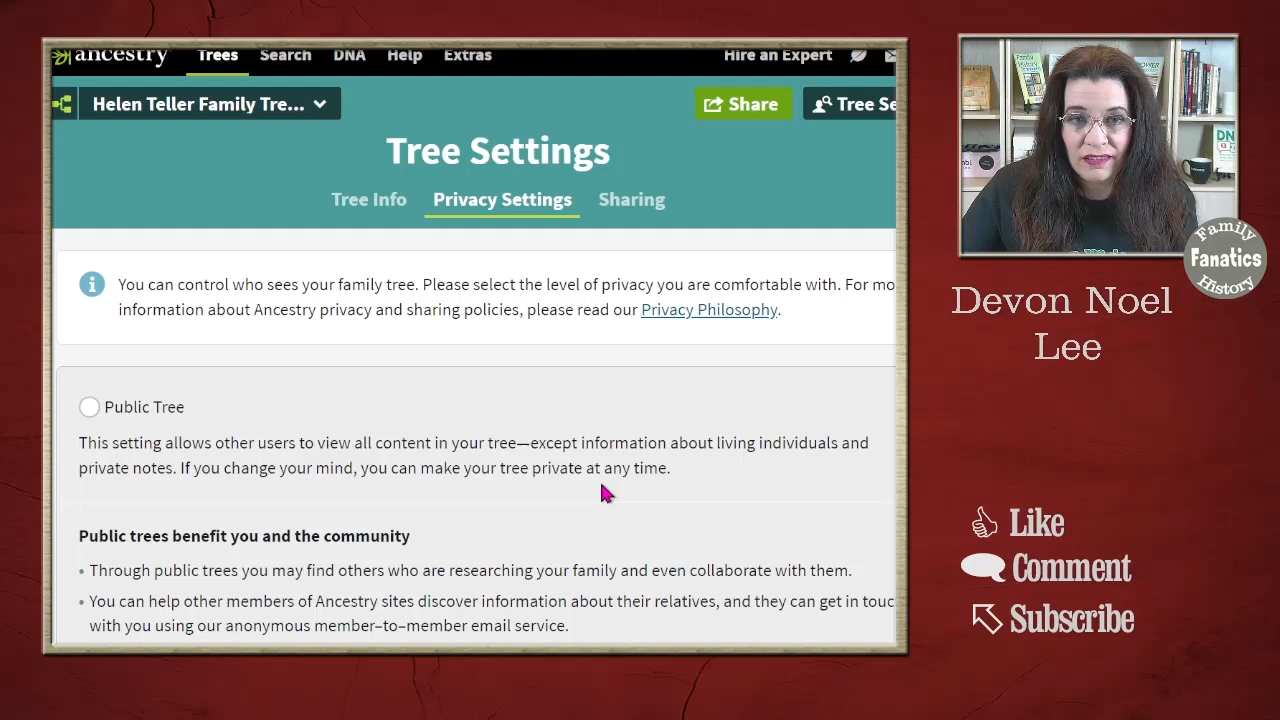 ancestry Trees Search DNA Help Extras Hire an Expert
Helen Teller Family Tre... Share Tree Se
Tree Settings
Tree Info Privacy Settings Sharing
You can control who sees your family tree. Please select the level of privacy you are comfortable with. For mo
information about Ancestry privacy and sharing policies, please read our Privacy Philosophy.
Public Tree
This setting allows other users to view all content in your tree—except information about living individuals and
private notes. If you change your mind, you can make your tree private at any time.
Public trees benefit you and the community
• Through public trees you may find others who are researching your family and even collaborate with them.
• You can help other members of Ancestry sites discover information about their relatives, and they can get in touc
with you using our anonymous member-to-member email service.
Family
Fanatics
History
Devon Noel
Lee
Like
Comment
Subscribe